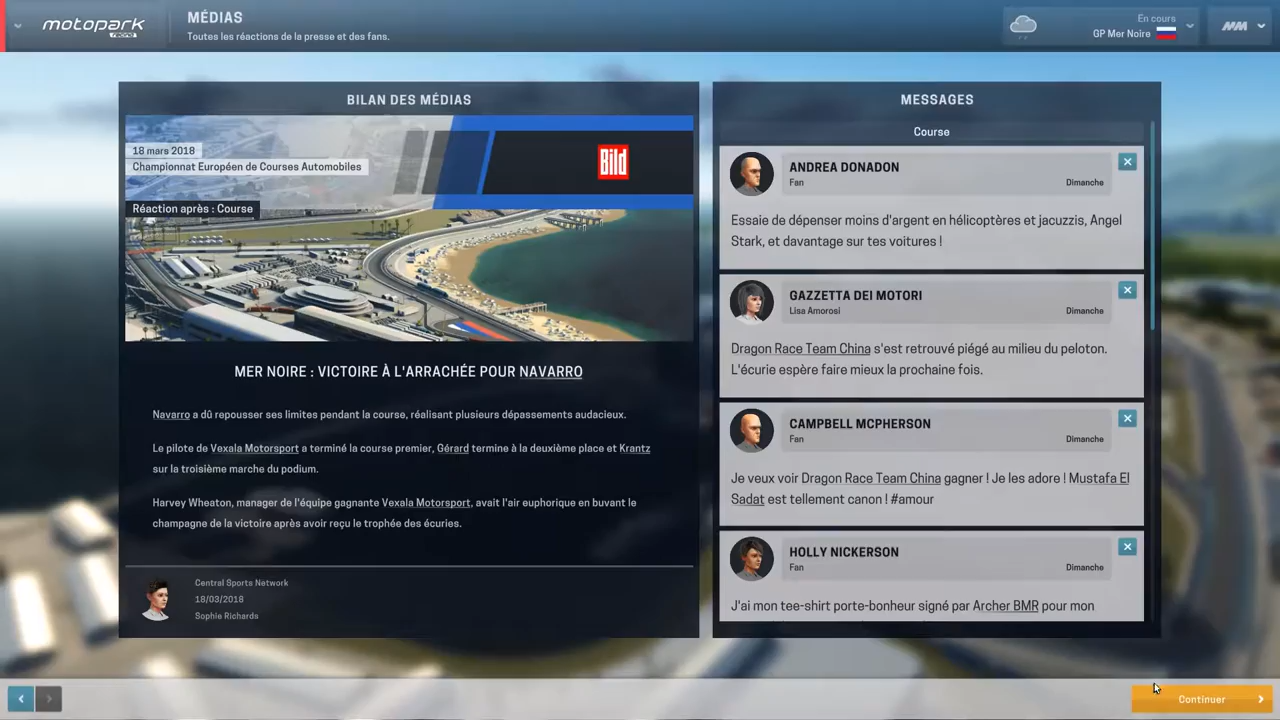 motopark
racing
MÉDIAS
Toutes les réactions de la presse et des fans.
En cours
GP Mer Noire
MM
BILAN DES MÉDIAS
18 mars 2018
Championnat Européen de Courses Automobiles
Bild
Réaction après : Course
MER NOIRE : VICTOIRE À L'ARRACHÉE POUR NAVARRO
Navarro a dû repousser ses limites pendant la course, réalisant plusieurs dépassements audacieux.
Le pilote de Vexala Motorsport a terminé la course premier, Gérard termine à la deuxième place et Krantz
sur la troisième marche du podium.
Harvey Wheaton, manager de l'équipe gagnante Vexala Motorsport, avait l'air euphorique en buvant le
champagne de la victoire après avoir reçu le trophée des écuries.
Central Sports Network
18/03/2018
Sophie Richards
MESSAGES
Course
ANDREA DONADON
Fan
Dimanche
Essaie de dépenser moins d'argent en hélicoptères et jacuzzis, Angel
Stark, et davantage sur tes voitures !
GAZZETTA DEI MOTORI
Lisa Amorosi
Dimanche
Dragon Race Team China s'est retrouvé piégé au milieu du peloton.
L'écurie espère faire mieux la prochaine fois.
CAMPBELL MCPHERSON
Fan
Dimanche
Je veux voir Dragon Race Team China gagner ! Je les adore ! Mustafa El
Sadat est tellement canon ! #amour
HOLLY NICKERSON
Fan
Dimanche
J'ai mon tee-shirt porte-bonheur signé par Archer BMR pour mon
Continuer